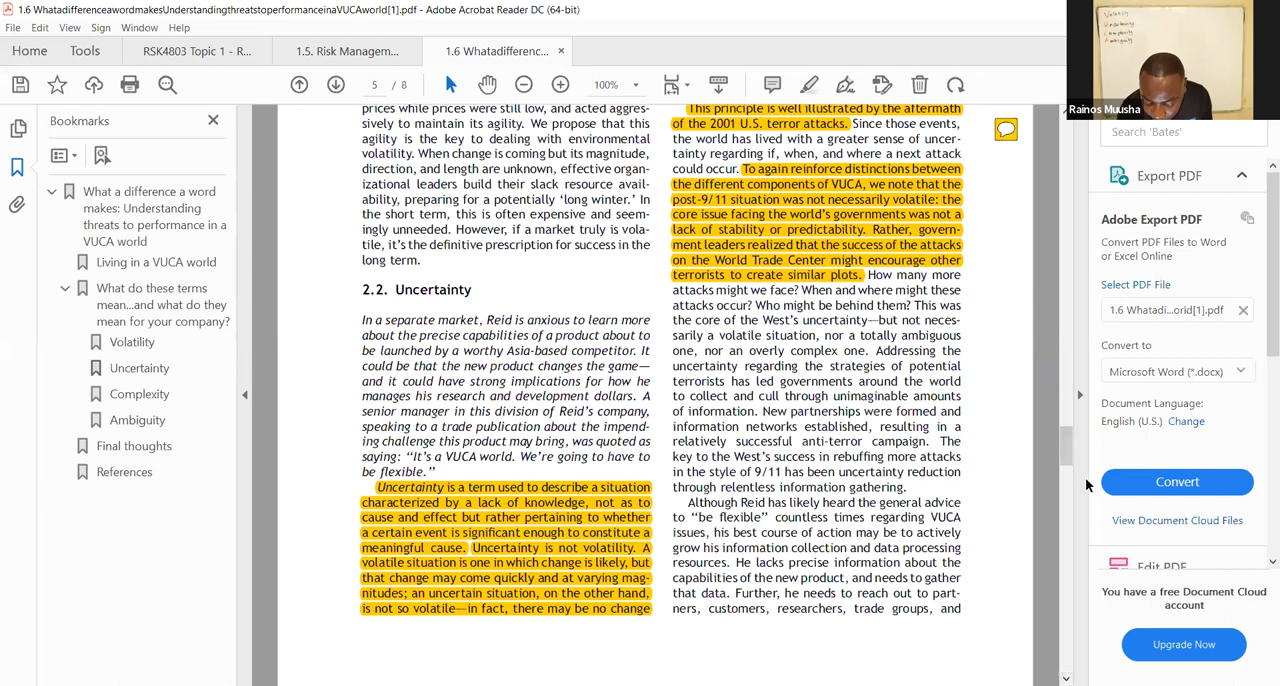 1.6 WhatadifferenceawordmakesUnderstandingthreatstoperformanceinaVUCAworld[1].pdf - Adobe Acrobat Reader DC (64-bit)
File Edit View Sign Window Help
Home Tools RSK4803 Topic 1 - R... 1.5. Risk Managem... 1.6 Whatadifferenc... ×
5 / 8 100%
Bookmarks
What a difference a word
makes: Understanding
threats to performance in a
VUCA world
Living in a VUCA world
What do these terms
mean...and what do they
mean for your company?
Volatility
Uncertainty
Complexity
Ambiguity
Final thoughts
References
prices while prices were still low, and acted aggres-
sively to maintain its agility. We propose that this
agility is the key to dealing with environmental
volatility. When change is coming but its magnitude,
direction, and length are unknown, effective organ-
izational leaders build their slack resource avail-
ability, preparing for a potentially ‘long winter.’ In
the short term, this is often expensive and seem-
ingly unneeded. However, if a market truly is vola-
tile, it’s the definitive prescription for success in the
long term.
2.2. Uncertainty
In a separate market, Reid is anxious to learn more
about the precise capabilities of a product about to
be launched by a worthy Asia-based competitor. It
could be that the new product changes the game—
and it could have strong implications for how he
manages his research and development dollars. A
senior manager in this division of Reid’s company,
speaking to a trade publication about the impend-
ing challenge this product may bring, was quoted as
saying: “It’s a VUCA world. We’re going to have to
be flexible.”
Uncertainty is a term used to describe a situation
characterized by a lack of knowledge, not as to
cause and effect but rather pertaining to whether
a certain event is significant enough to constitute a
meaningful cause. Uncertainty is not volatility. A
volatile situation is one in which change is likely, but
that change may come quickly and at varying mag-
nitudes; an uncertain situation, on the other hand,
is not so volatile—in fact, there may be no change
This principle is well illustrated by the aftermath
of the 2001 U.S. terror attacks. Since those events,
the world has lived with a greater sense of uncer-
tainty regarding if, when, and where a next attack
could occur. To again reinforce distinctions between
the different components of VUCA, we note that the
post-9/11 situation was not necessarily volatile: the
core issue facing the world’s governments was not a
lack of stability or predictability. Rather, govern-
ment leaders realized that the success of the attacks
on the World Trade Center might encourage other
terrorists to create similar plots. How many more
attacks might we face? When and where might these
attacks occur? Who might be behind them? This was
the core of the West’s uncertainty—but not neces-
sarily a volatile situation, nor a totally ambiguous
one, nor an overly complex one. Addressing the
uncertainty regarding the strategies of potential
terrorists has led governments around the world
to collect and cull through unimaginable amounts
of information. New partnerships were formed and
information networks established, resulting in a
relatively successful anti-terror campaign. The
key to the West’s success in rebuffing more attacks
in the style of 9/11 has been uncertainty reduction
through relentless information gathering.
Although Reid has likely heard the general advice
to “be flexible” countless times regarding VUCA
issues, his best course of action may be to actively
grow his information collection and data processing
resources. He lacks precise information about the
capabilities of the new product, and needs to gather
that data. Further, he needs to reach out to part-
ners, customers, researchers, trade groups, and
Volatility
Uncertainty
Complexity
Ambiguity
Rainos Muusha
Search 'Bates'
Export PDF
Adobe Export PDF
Convert PDF Files to Word
or Excel Online
Select PDF File
1.6 Whatadi...orld[1].pdf
Convert to
Microsoft Word (*.docx)
Document Language:
English (U.S.) Change
Convert
View Document Cloud Files
Edit PDF
You have a free Document Cloud
account
Upgrade Now